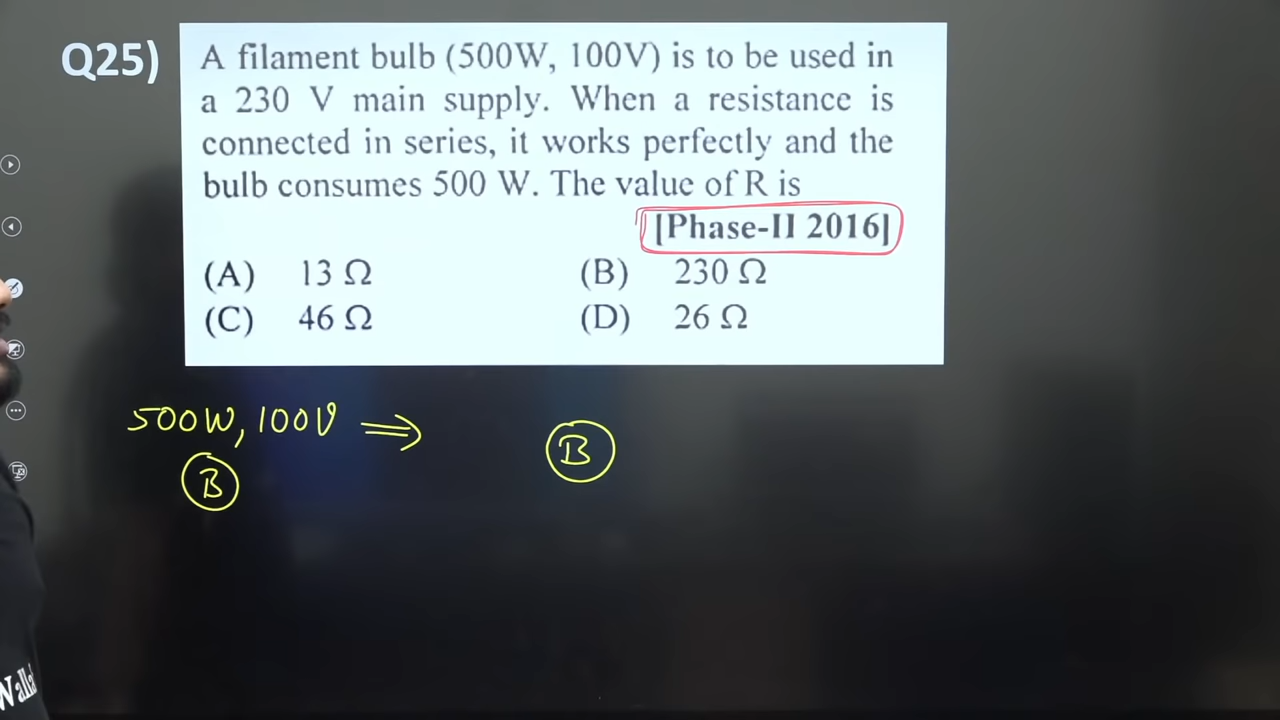 Q25)
A filament bulb (500W, 100V) is to be used in
a 230 V main supply. When a resistance is
connected in series, it works perfectly and the
bulb consumes 500 W. The value of R is
[Phase-II 2016]
(A) 13 Ω (B) 230 Ω
(C) 46 Ω (D) 26 Ω
500W, 100V ⇒
B B